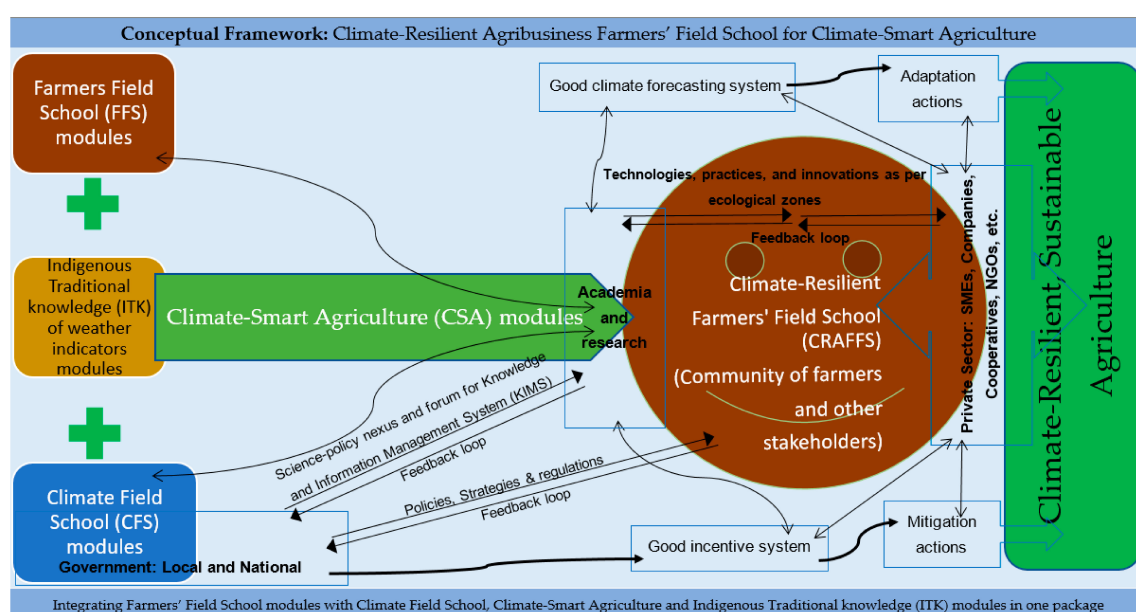 Conceptual Framework: Climate-Resilient Agribusiness Farmers’ Field School for Climate-Smart Agriculture
Farmers Field
School (FFS)
modules
Indigenous
Traditional
knowledge (ITK)
of weather
indicators
modules
Climate Field
School (CFS)
modules
Government: Local and National
Climate-Smart Agriculture (CSA) modules
Academia
and
research
Science-policy nexus and forum for Knowledge
and Information Management System (KIMS)
Feedback loop
Policies, Strategies & regulations
Feedback loop
Good climate forecasting system
Technologies, practices, and innovations as per
ecological zones
Feedback loop
Climate-Resilient
Farmers' Field School
(CRAFFS)
(Community of farmers
and other
stakeholders)
Good incentive system
Adaptation
actions
Private Sector: SMEs, Companies,
Cooperatives, NGOs, etc.
Mitigation
actions
Climate-Resilient, Sustainable
Agriculture
Integrating Farmers’ Field School modules with Climate Field School, Climate-Smart Agriculture and Indigenous Traditional knowledge (ITK) modules in one package